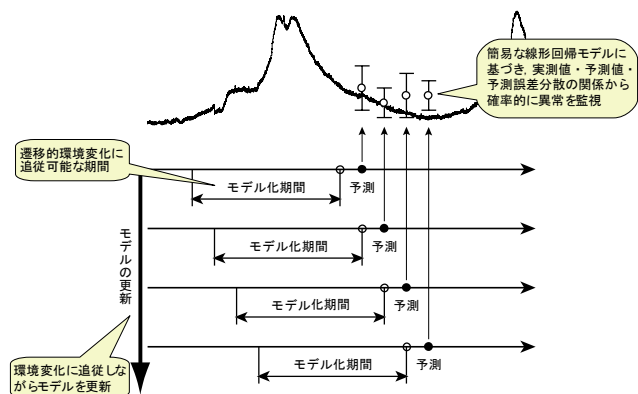 簡易な線形回帰モデルに
基づき，実測値・予測値・
予測誤差分散の関係から
確率的に異常を監視
遷移的環境変化に
追従可能な期間
モデル化期間
予測
モデル化期間
予測
モデルの更新
モデル化期間
予測
モデル化期間
予測
環境変化に追従しな
がらモデルを更新